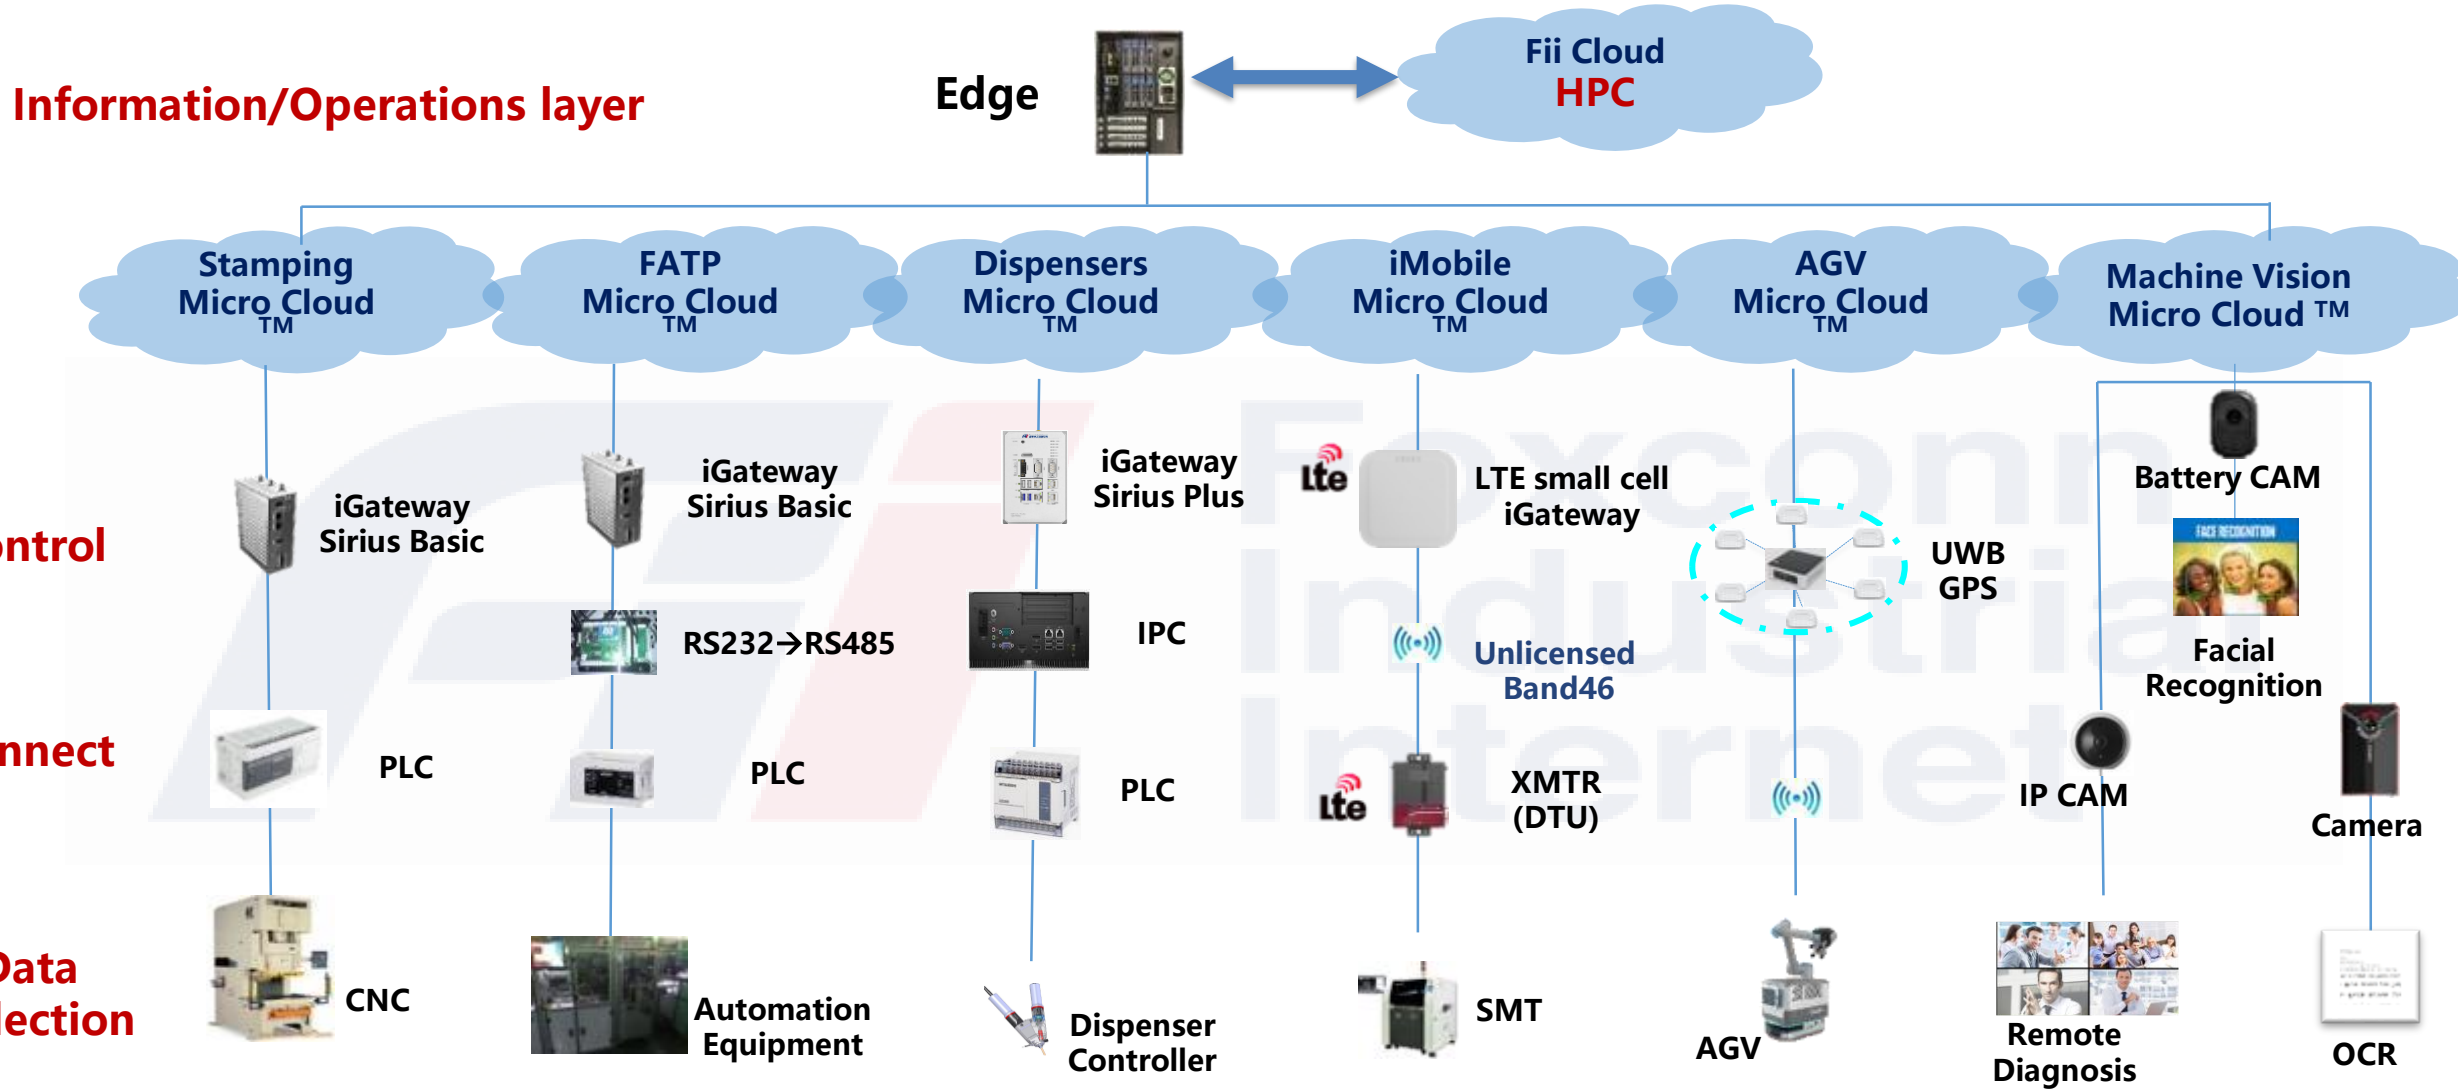 Information/Operations layer
Edge
Fii Cloud
HPC
Stamping
Micro Cloud
TM
FATP
Micro Cloud
TM
Dispensers
Micro Cloud
TM
iMobile
Micro Cloud
TM
AGV
Micro Cloud
TM
Machine Vision
Micro Cloud TM
ontrol
nnect
Data
lection
iGateway
Sirius Basic
PLC
CNC
iGateway
Sirius Basic
RS232→RS485
PLC
Automation
Equipment
iGateway
Sirius Plus
IPC
PLC
Dispenser
Controller
Lte
LTE small cell
iGateway
Unlicensed
Band46
Lte
XMTR
(DTU)
SMT
UWB
GPS
AGV
Battery CAM
FACE RECOGNITION
Facial
Recognition
IP CAM
Remote
Diagnosis
Camera
OCR
Foxconn
Industrial
Internet